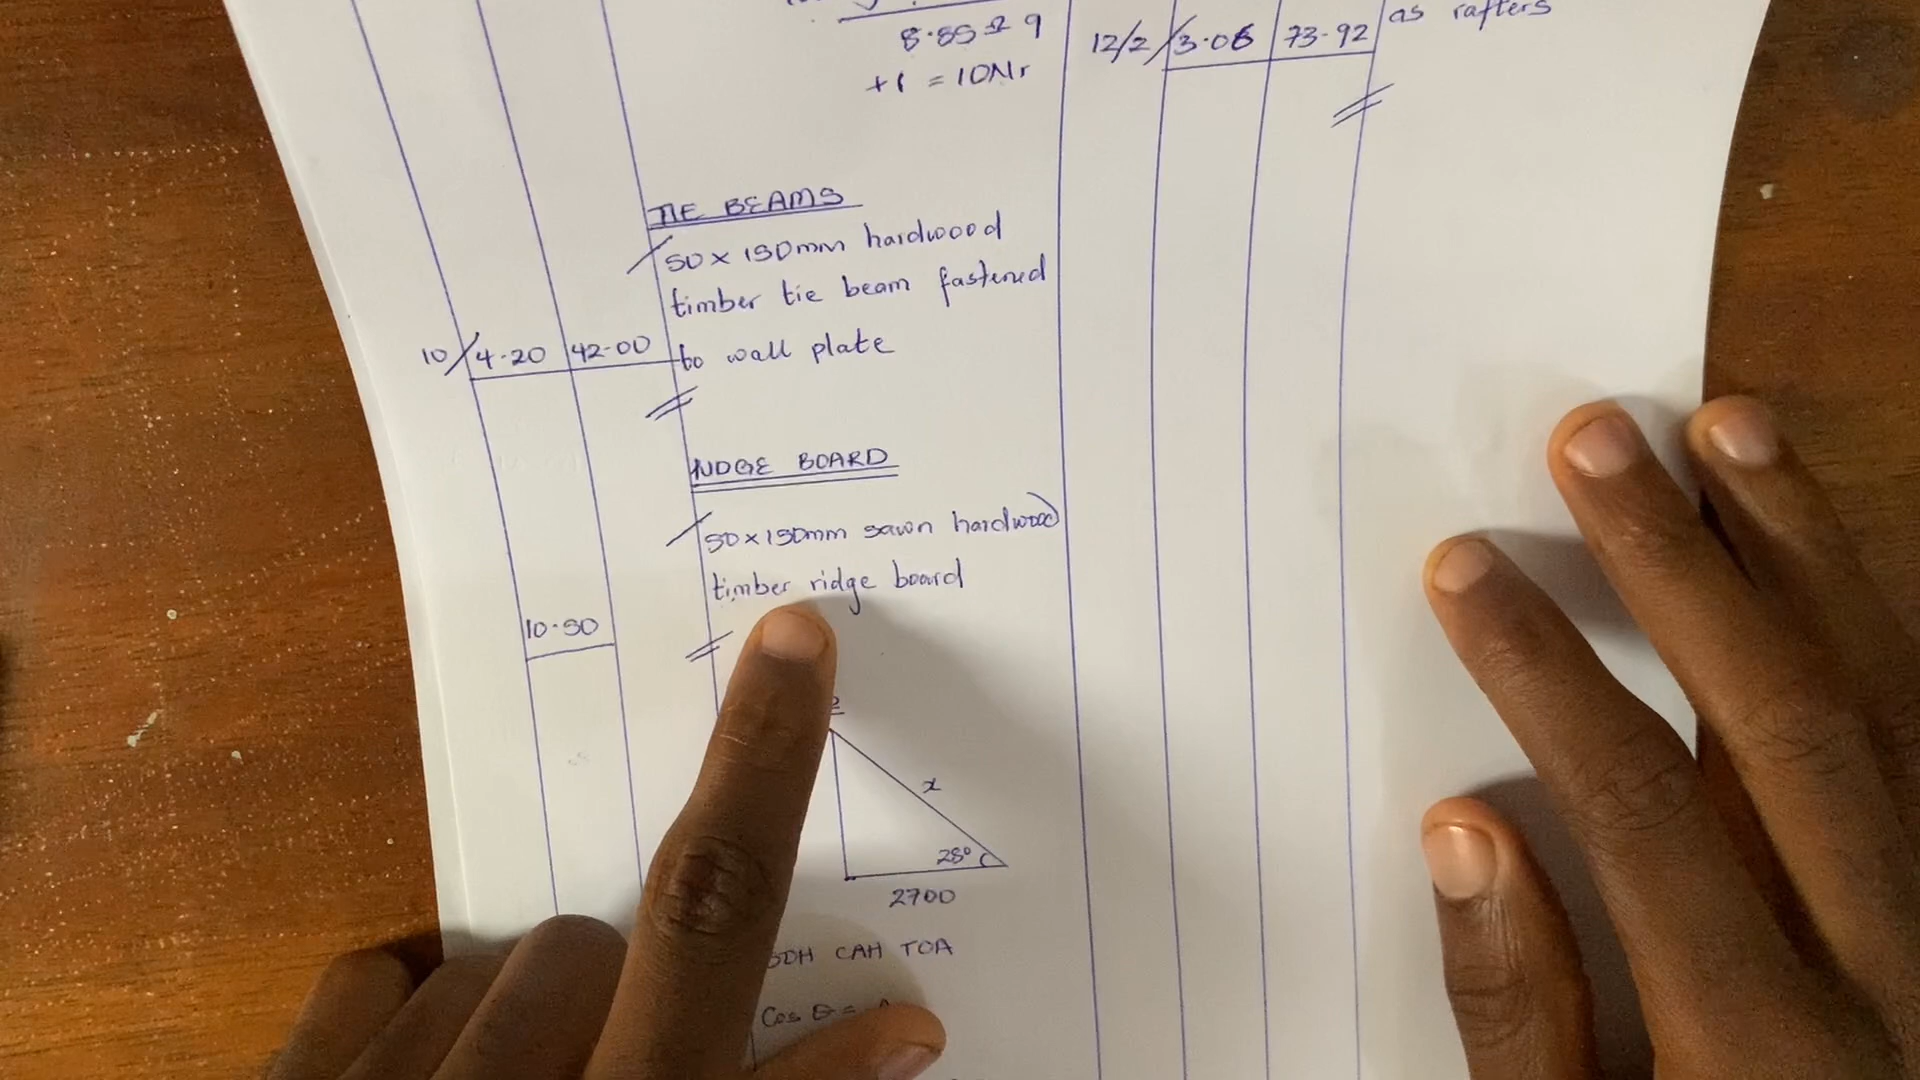 8.85 ≏ 9
+1 = 10Nr
TIE BEAMS
50 x 150mm hardwood
timber tie beam fastened
10/ 4.20 42.00 to wall plate
RIDGE BOARD
50x150mm sawn hardwood
timber ridge board
10.50
x
28°
2700
SOH CAH TOA
Cos θ =
as rafters
12/2/ 3.08 73.92